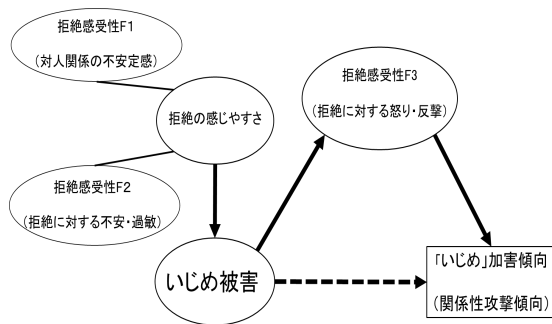 拒絶感受性F1
(対人関係の不安定感)
拒絶の感じやすさ
拒絶感受性F2
(拒絶に対する不安・過敏)
拒絶感受性F3
(拒絶に対する怒り・反撃)
いじめ被害
「いじめ」加害傾向
(関係性攻撃傾向)